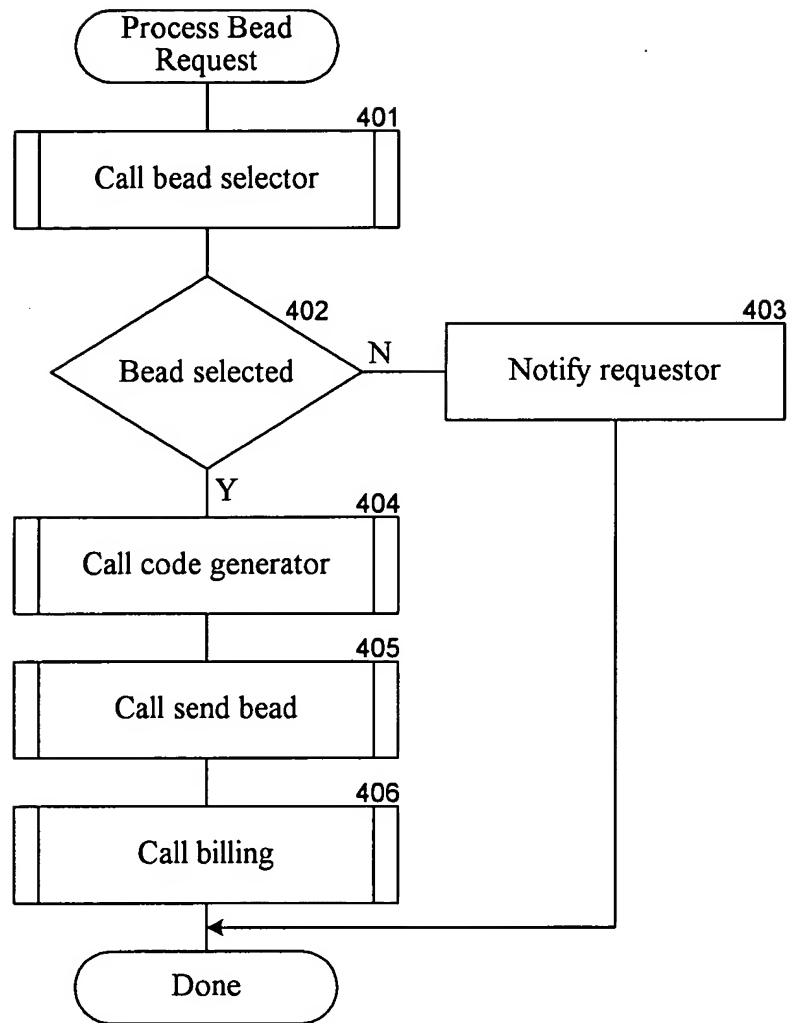 Process Bead
Request
401
Call bead selector
402
Bead selected
N
403
Notify requestor
Y
404
Call code generator
405
Call send bead
406
Call billing
Done